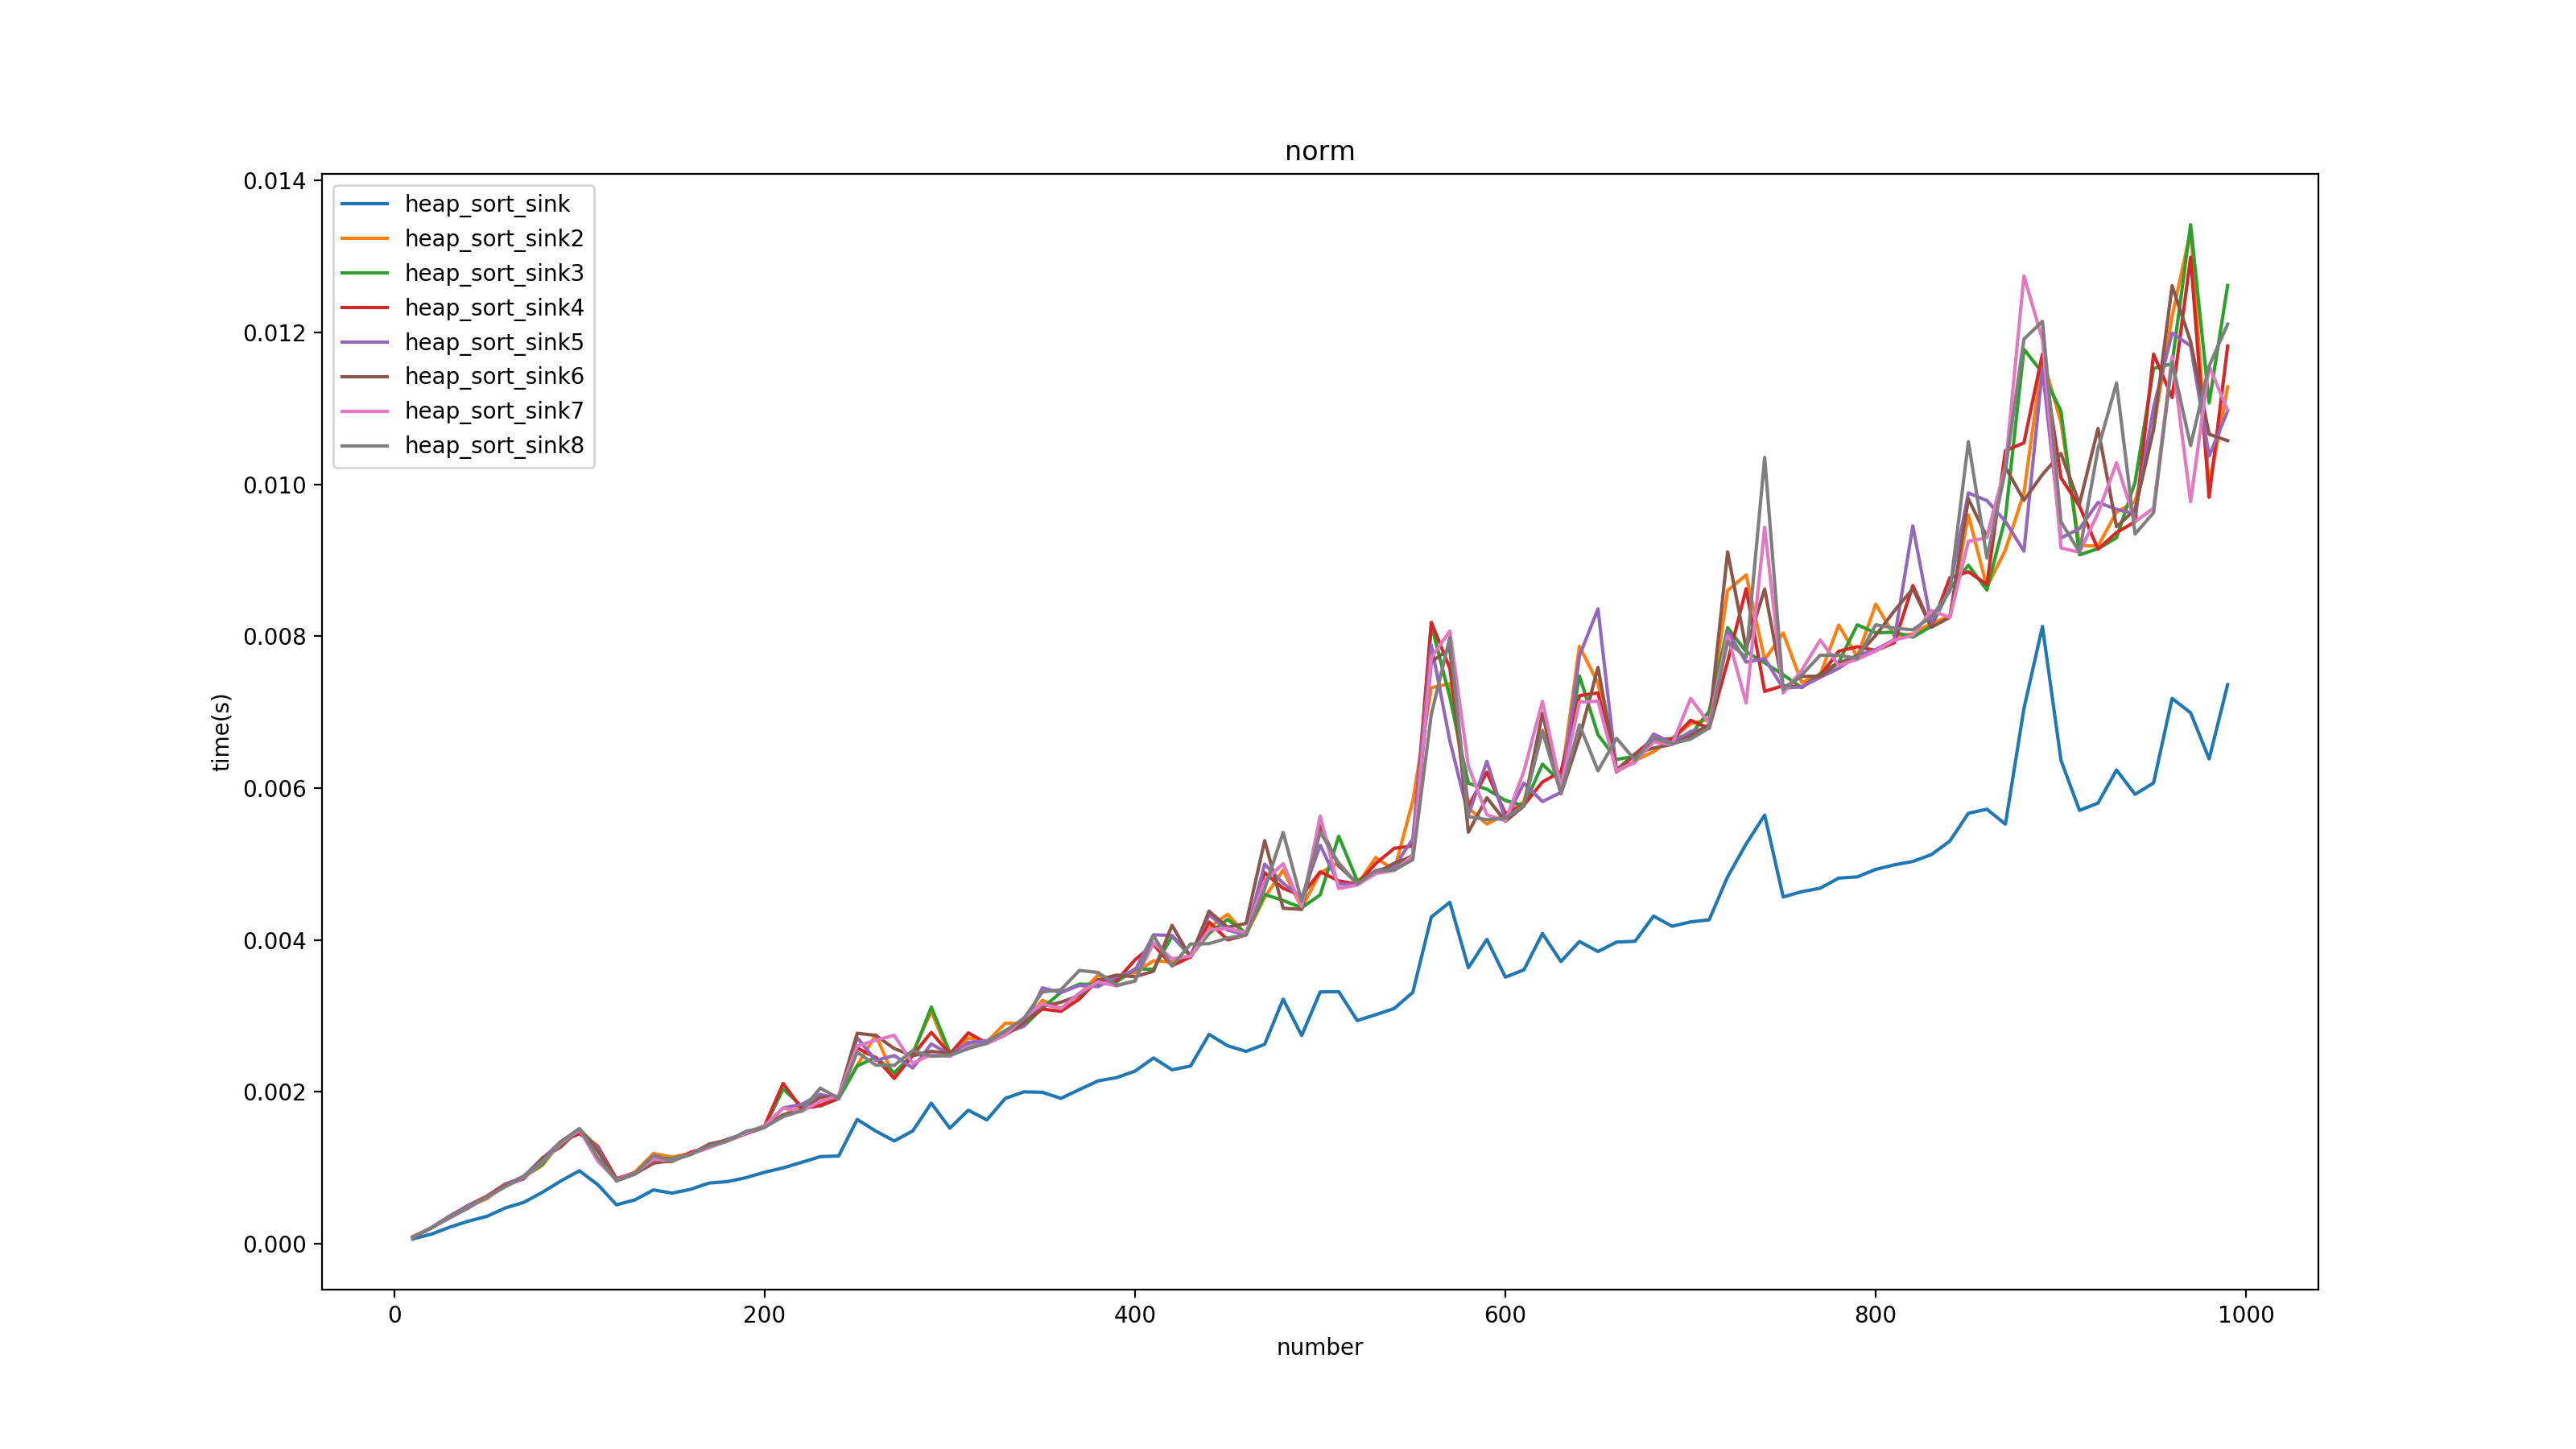 norm
0.014
0.012
0.010
0.008
0.006
0.004
0.002
0.000
time(s)
heap_sort_sink
heap_sort_sink2
heap_sort_sink3
heap_sort_sink4
heap_sort_sink5
heap_sort_sink6
heap_sort_sink7
heap_sort_sink8
0 200 400 600 800 1000
number